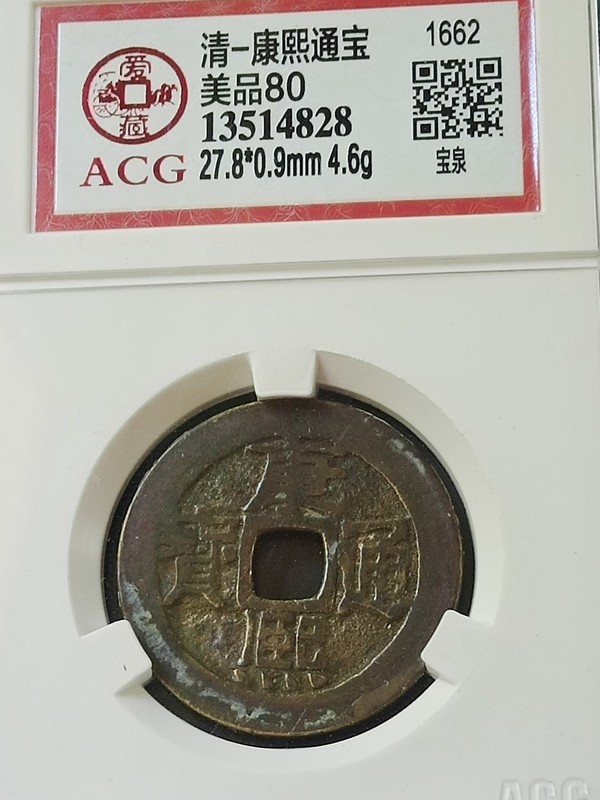 爱
藏
ACG
清-康熙通宝
1662
美品80
13514828
27.8*0.9mm 4.6g
宝泉
康
寳 通
熙
ACG